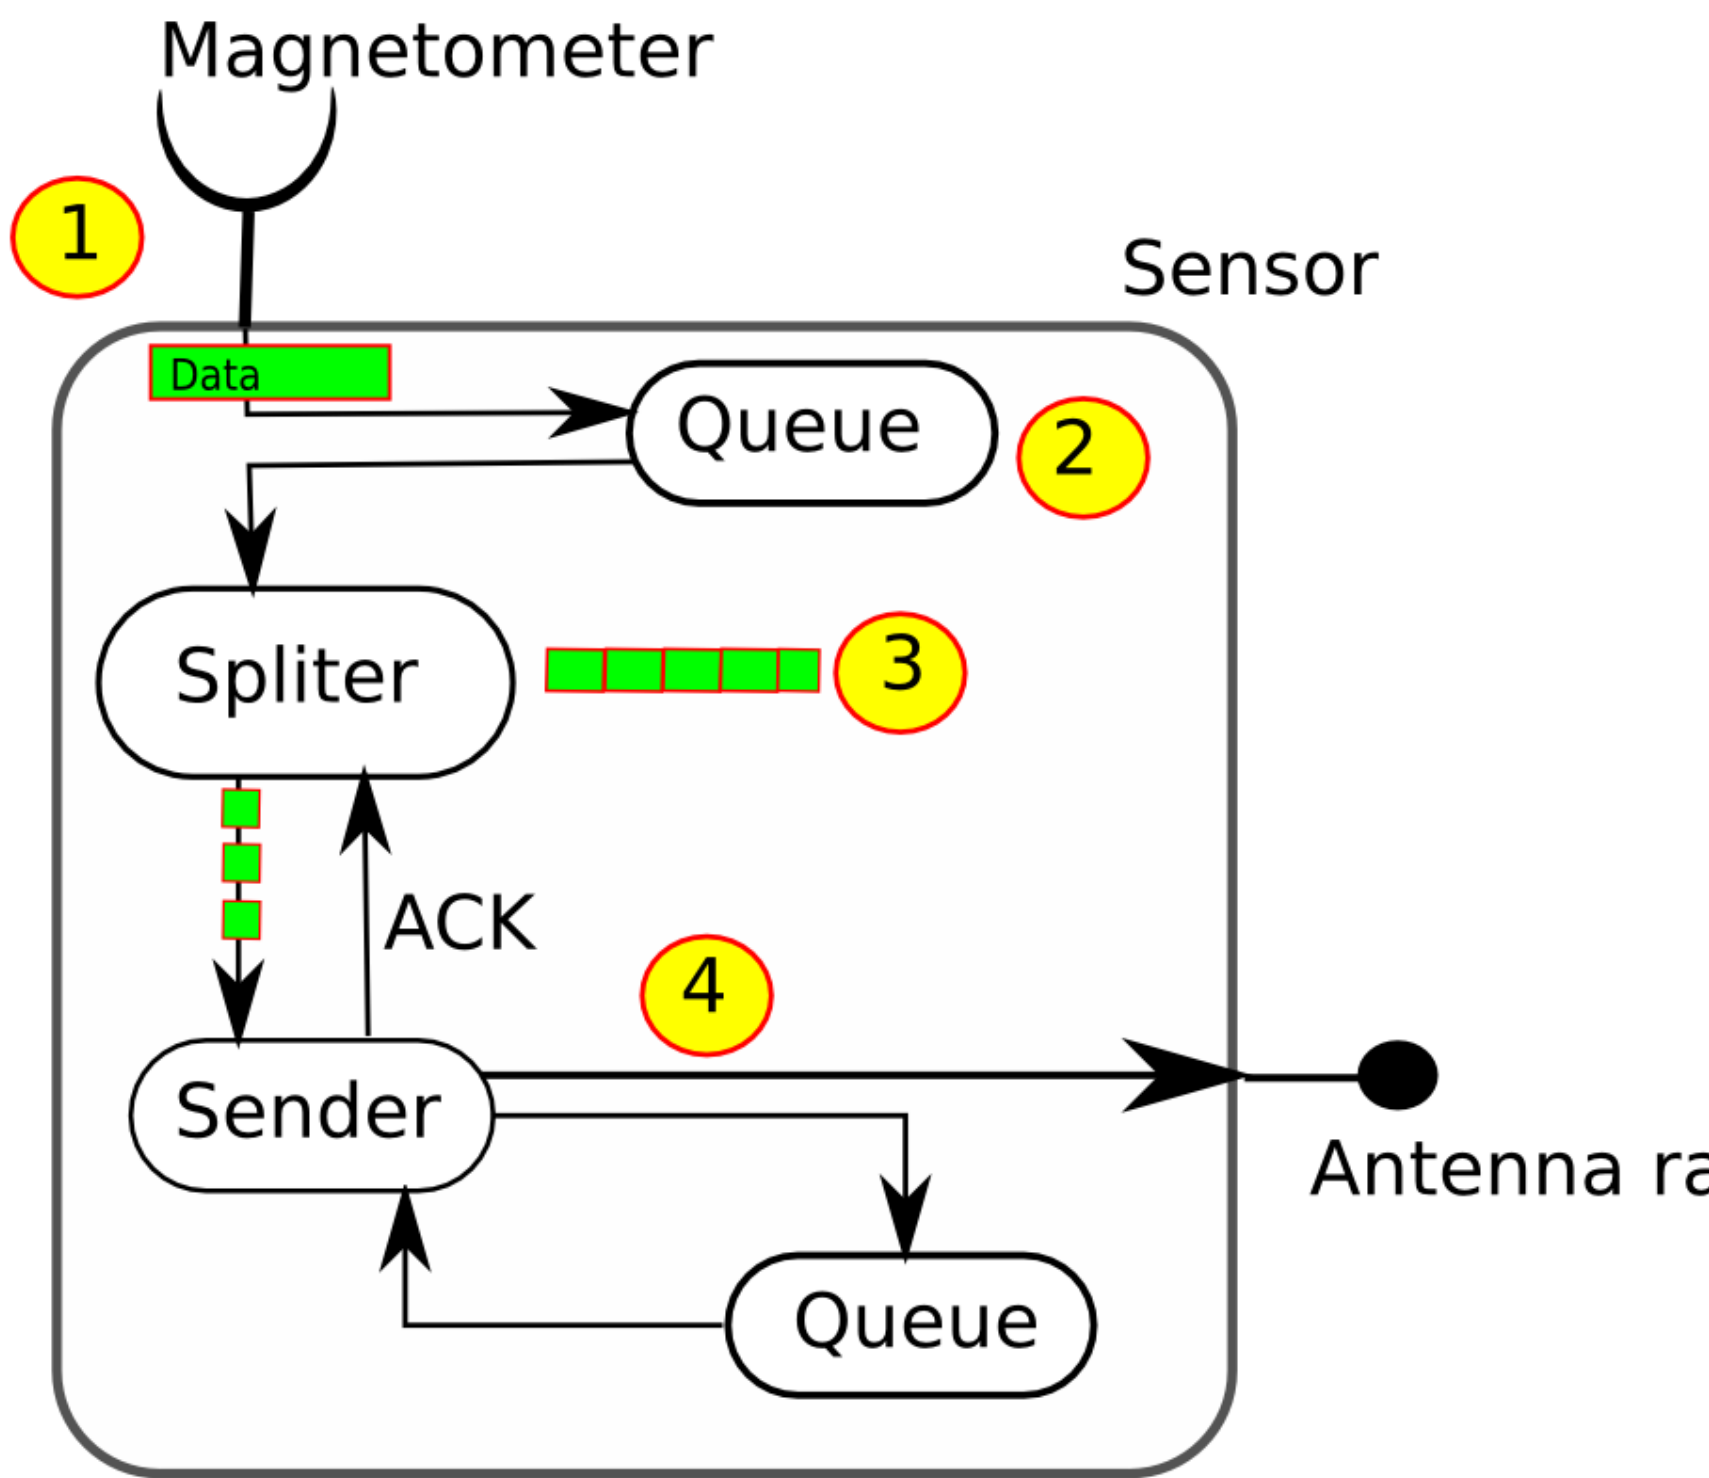 Magnetometer
1
Sensor
Data
Queue
2
Spliter
3
ACK
4
Sender
Antenna
Queue